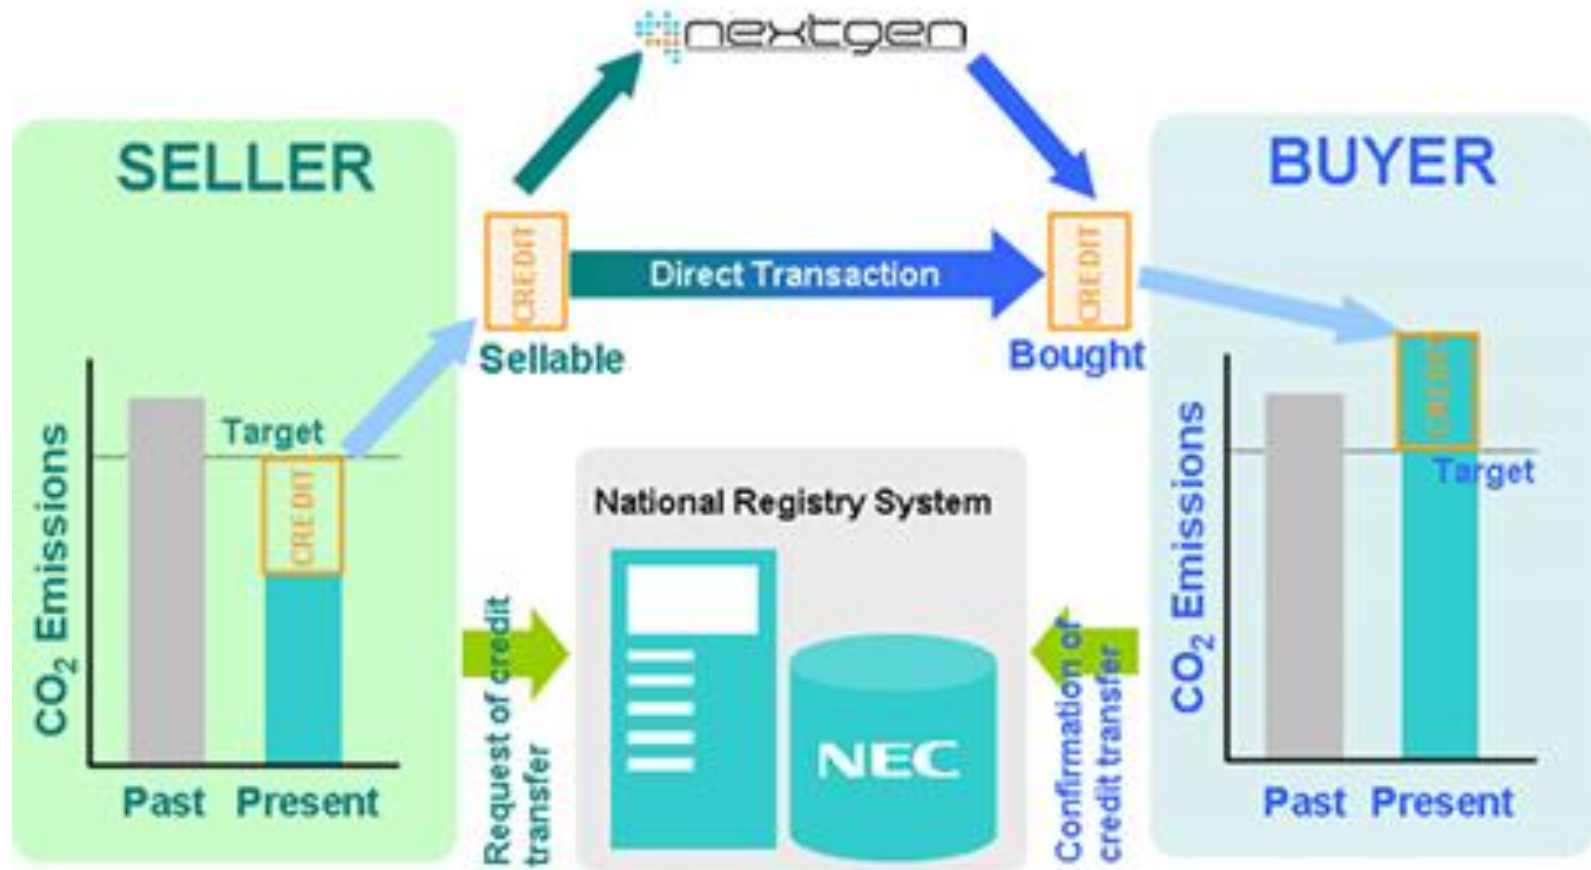 nextgen
SELLER
BUYER
CREDIT
Direct Transaction
CREDIT
Sellable
Bought
CO₂ Emissions
Target
CREDIT
Past
Present
National Registry System
NEC
Request of credit
transfer
Confirmation of
credit transfer
CO₂ Emissions
CREDIT
Target
Past
Present